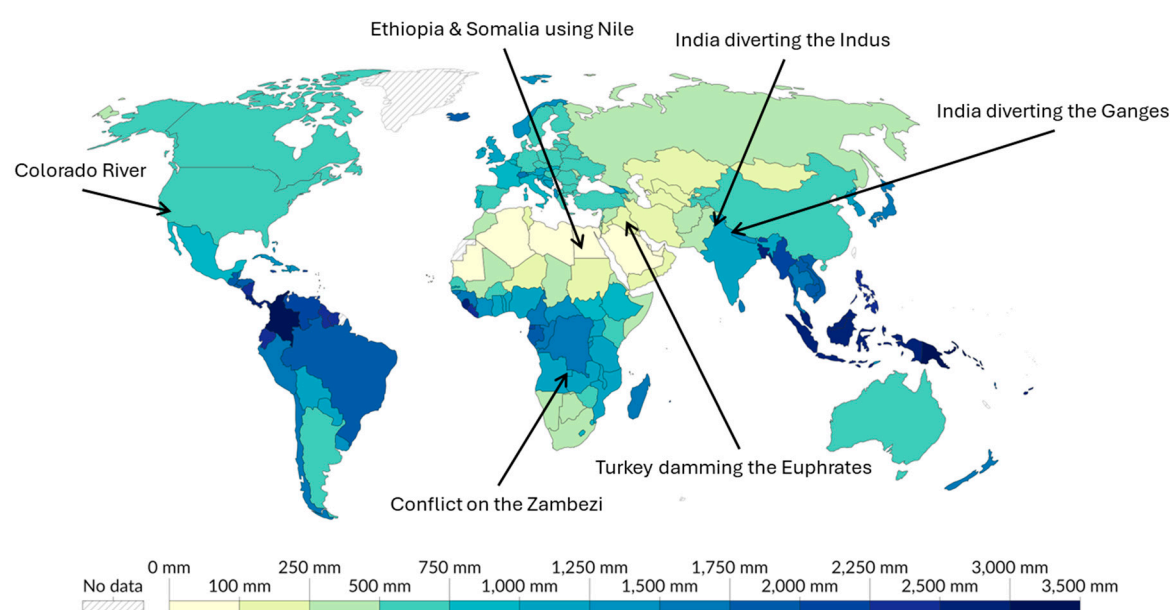 Ethiopia & Somalia using Nile
India diverting the Indus
India diverting the Ganges
Colorado River
Turkey damming the Euphrates
Conflict on the Zambezi
0 mm 250 mm 750 mm 1,250 mm 1,750 mm 2,250 mm 3,000 mm
No data 100 mm 500 mm 1,000 mm 1,500 mm 2,000 mm 2,500 mm 3,500 mm